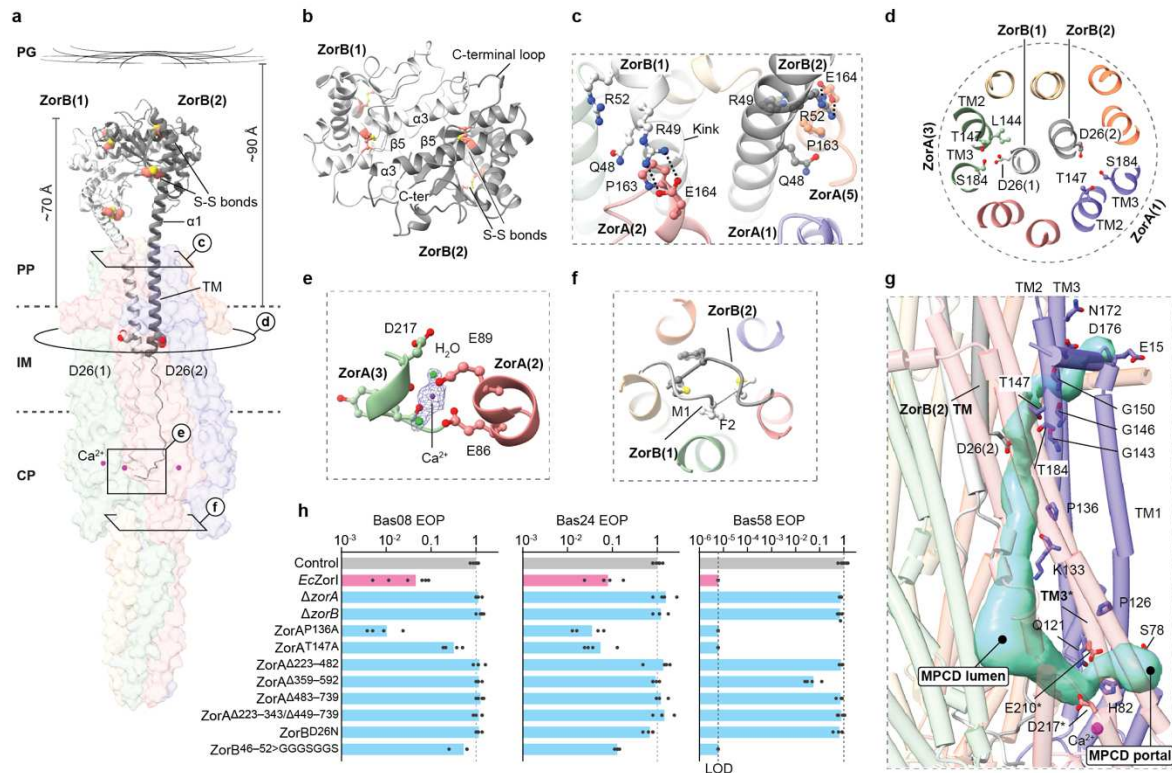 a
PG
ZorB(1)
ZorB(2)
~70 Å
~90 Å
S-S bonds
α1
c
PP
TM
d
IM
D26(1)
D26(2)
Ca2+
e
CP
f
b
ZorB(1)
C-terminal loop
α3
β5
β5
α3
C-ter
S-S bonds
ZorB(2)
c
ZorB(1)
ZorB(2)
E164
R52
R49
R49
Kink
R52
P163
Q48
Q48
P163
E164
ZorA(5)
ZorA(2)
ZorA(1)
d
ZorB(1)
ZorB(2)
TM2
L144
T147
D26(2)
ZorA(3)
TM3
S184
S184
D26(1)
T147
TM3
TM2
ZorA(1)
e
D217
H2O
E89
ZorA(2)
ZorA(3)
Ca2+
E86
f
ZorB(2)
M1
F2
ZorB(1)
g
TM2
TM3
N172
D176
E15
T147
ZorB(2) TM
G150
G146
D26(2)
G143
T184
P136
TM1
K133
TM3*
P126
Q121
S78
MPCD lumen
E210*
H82
D217*
Ca2+
MPCD portal
h
Bas08 EOP
Bas24 EOP
Bas58 EOP
10-3 10-2 0.1 1
10-3 10-2 0.1 1
10-6 10-5 10-4 10-3 10-2 0.1 1
Control
EcZorI
ΔzorA
ΔzorB
ZorAP136A
ZorAT147A
ZorAΔ223–482
ZorAΔ359–592
ZorAΔ483–739
ZorAΔ223–343/Δ449–739
ZorBD26N
ZorB46–52>GGGSGGS
LOD